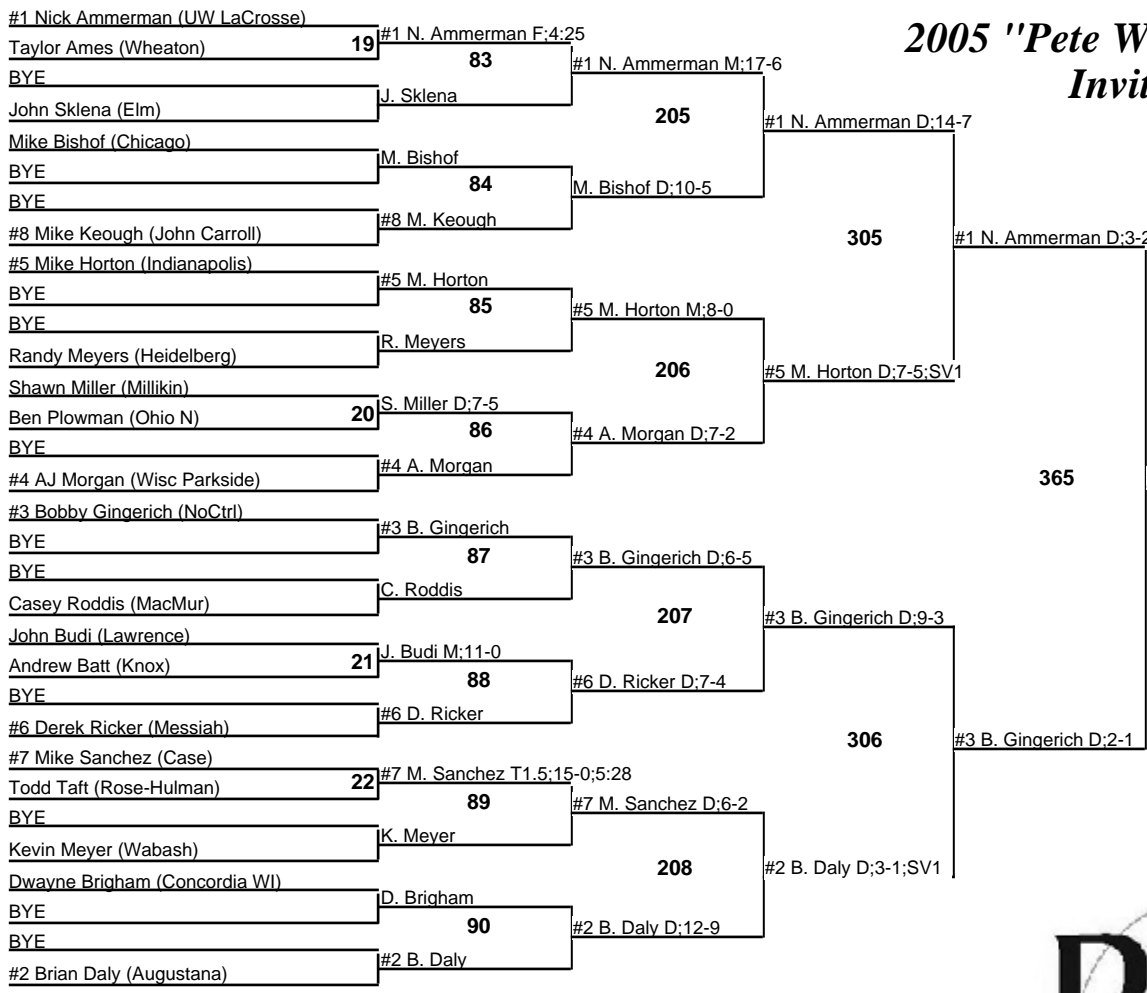 #1 Nick Ammerman (UW LaCrosse)
Taylor Ames (Wheaton)
BYE
John Sklena (Elm)
Mike Bishof (Chicago)
BYE
BYE
#8 Mike Keough (John Carroll)
#5 Mike Horton (Indianapolis)
BYE
BYE
Randy Meyers (Heidelberg)
Shawn Miller (Millikin)
Ben Plowman (Ohio N)
BYE
#4 AJ Morgan (Wisc Parkside)
#3 Bobby Gingerich (NoCtrl)
BYE
BYE
Casey Roddis (MacMur)
John Budi (Lawrence)
Andrew Batt (Knox)
BYE
#6 Derek Ricker (Messiah)
#7 Mike Sanchez (Case)
Todd Taft (Rose-Hulman)
BYE
Kevin Meyer (Wabash)
Dwayne Brigham (Concordia WI)
BYE
BYE
#2 Brian Daly (Augustana)
19
20
21
22
#1 N. Ammerman F;4:25
83
J. Sklena
M. Bishof
84
#8 M. Keough
#5 M. Horton
85
R. Meyers
S. Miller D;7-5
86
#4 A. Morgan
#3 B. Gingerich
87
C. Roddis
J. Budi M;11-0
88
#6 D. Ricker
#7 M. Sanchez T1.5;15-0;5:28
89
K. Meyer
D. Brigham
90
#2 B. Daly
#1 N. Ammerman M;17-6
205
M. Bishof D;10-5
#5 M. Horton M;8-0
206
#4 A. Morgan D;7-2
#3 B. Gingerich D;6-5
207
#6 D. Ricker D;7-4
#7 M. Sanchez D;6-2
208
#2 B. Daly D;12-9
#1 N. Ammerman D;14-7
305
#5 M. Horton D;7-5;SV1
#3 B. Gingerich D;9-3
306
#2 B. Daly D;3-1;SV1
#1 N. Ammerman D;3-2
365
#3 B. Gingerich D;2-1
2005 "Pete W
Invit
D